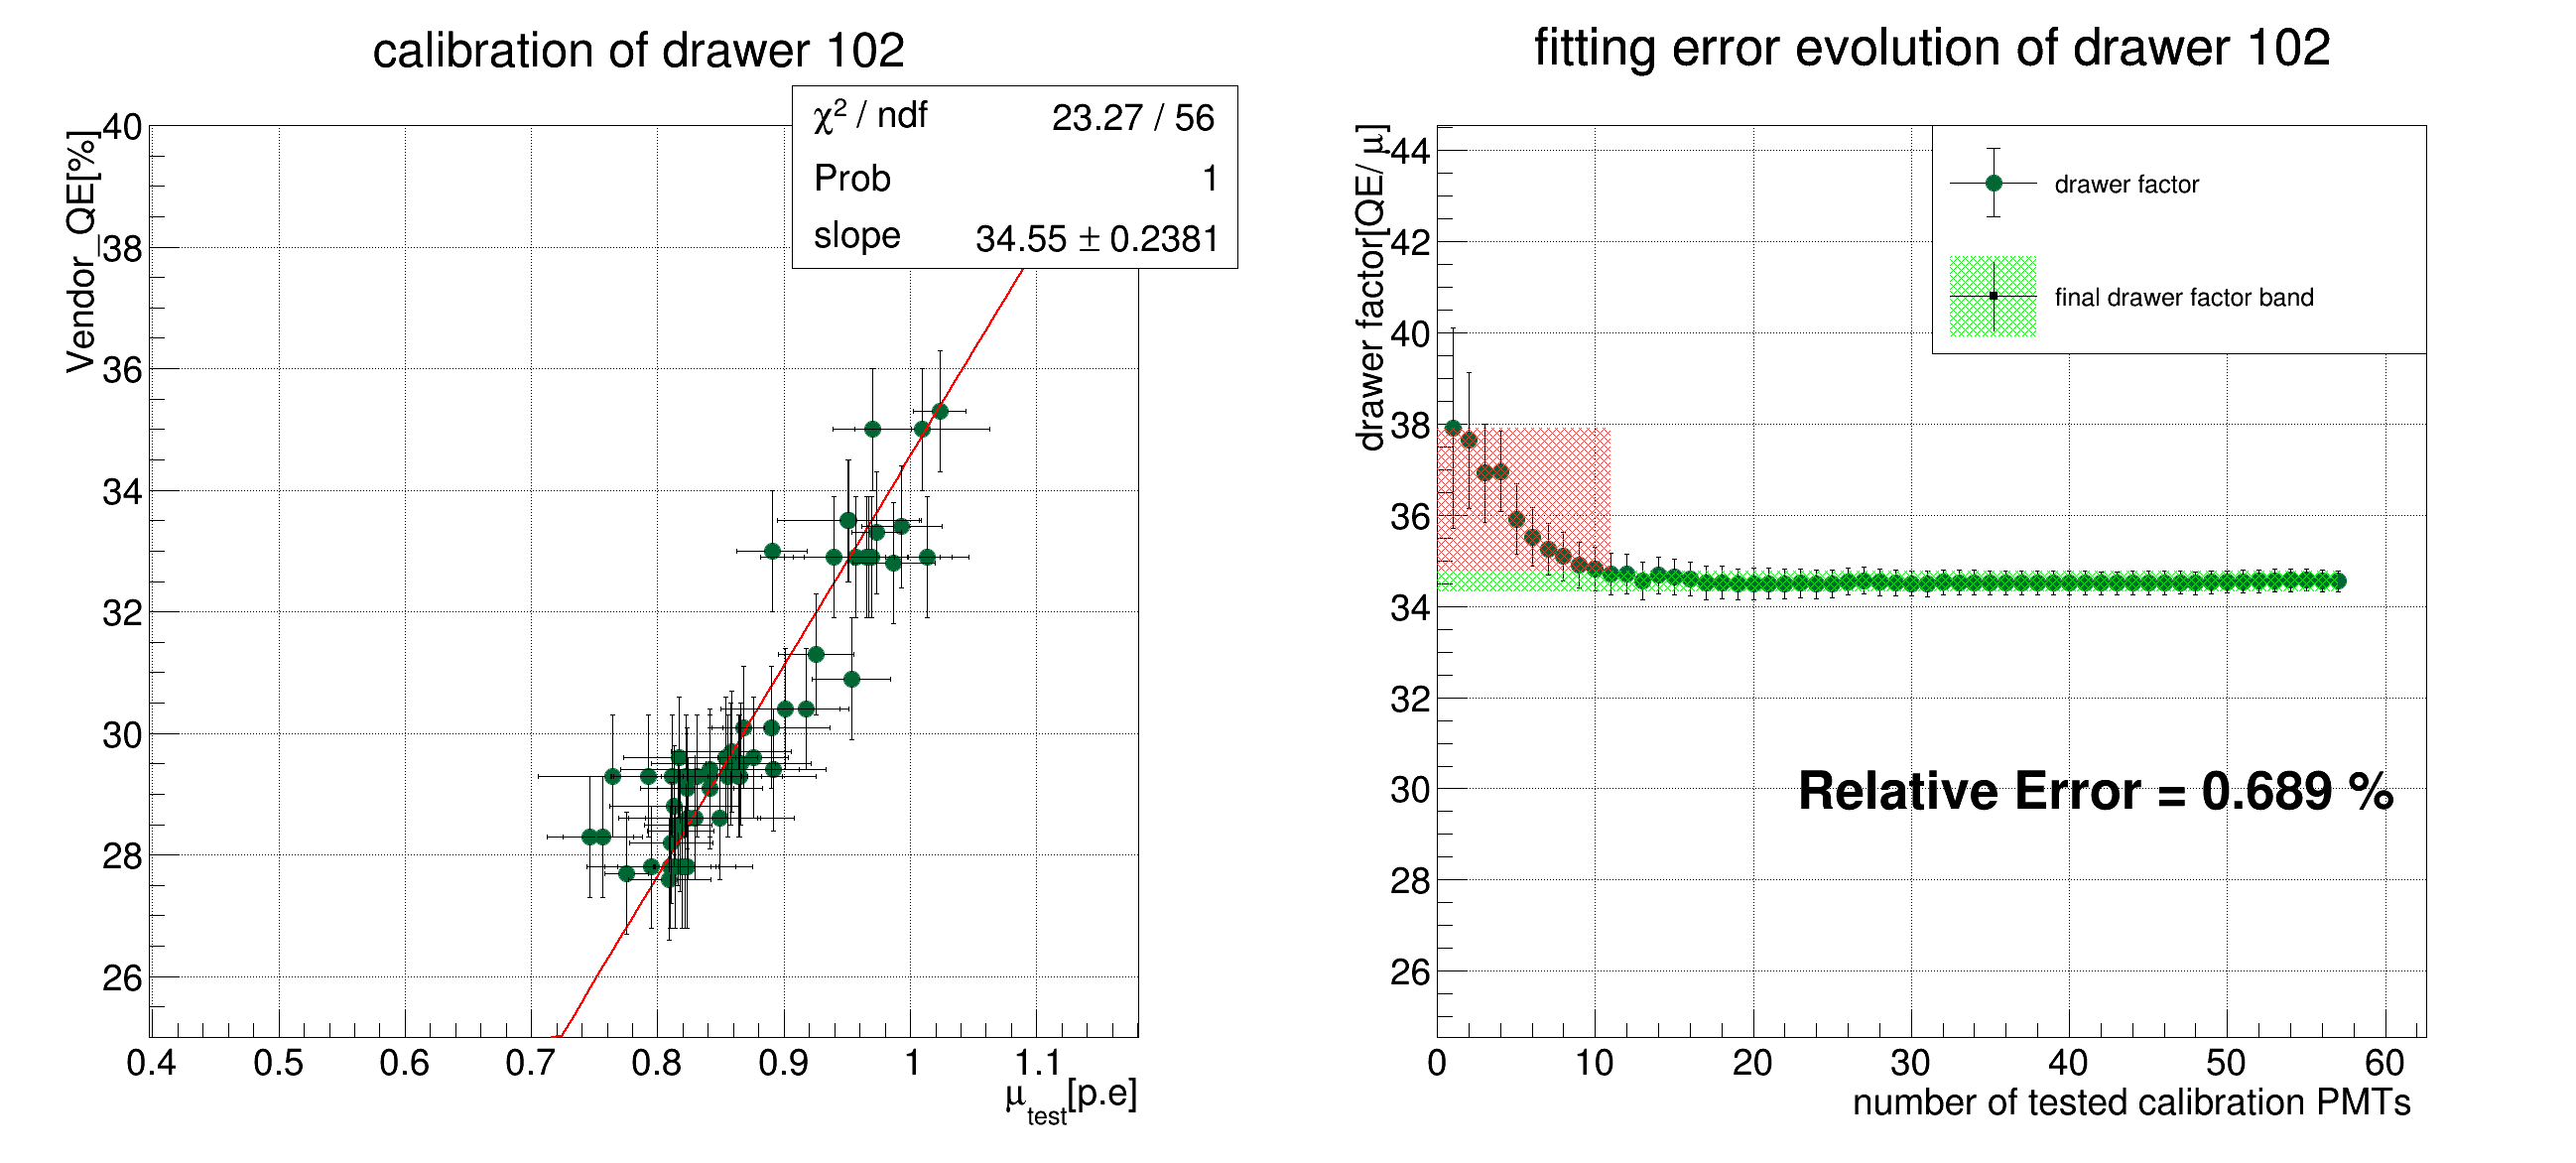 calibration of drawer 102
χ² / ndf 23.27 / 56
Prob 1
slope 34.55 ± 0.2381
Vendor_QE[%]
40
38
36
34
32
30
28
26
0.4 0.5 0.6 0.7 0.8 0.9 1 1.1
μtest[p.e]
fitting error evolution of drawer 102
drawer factor
final drawer factor band
drawer factor[QE/ μ]
44
42
40
38
36
34
32
30
28
26
Relative Error = 0.689 %
0 10 20 30 40 50 60
number of tested calibration PMTs